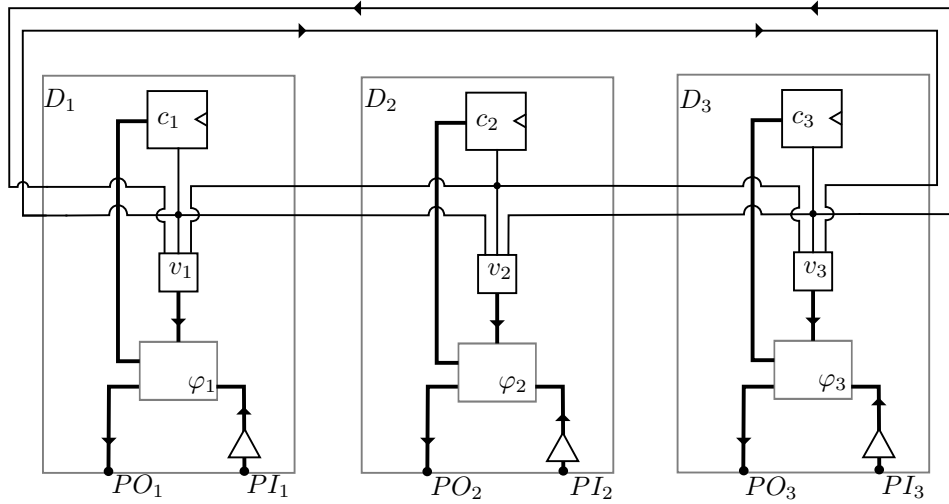 D₁ D₂ D₃
c₁ c₂ c₃
v₁ v₂ v₃
φ₁ φ₂ φ₃
PO₁ PI₁ PO₂ PI₂ PO₃ PI₃